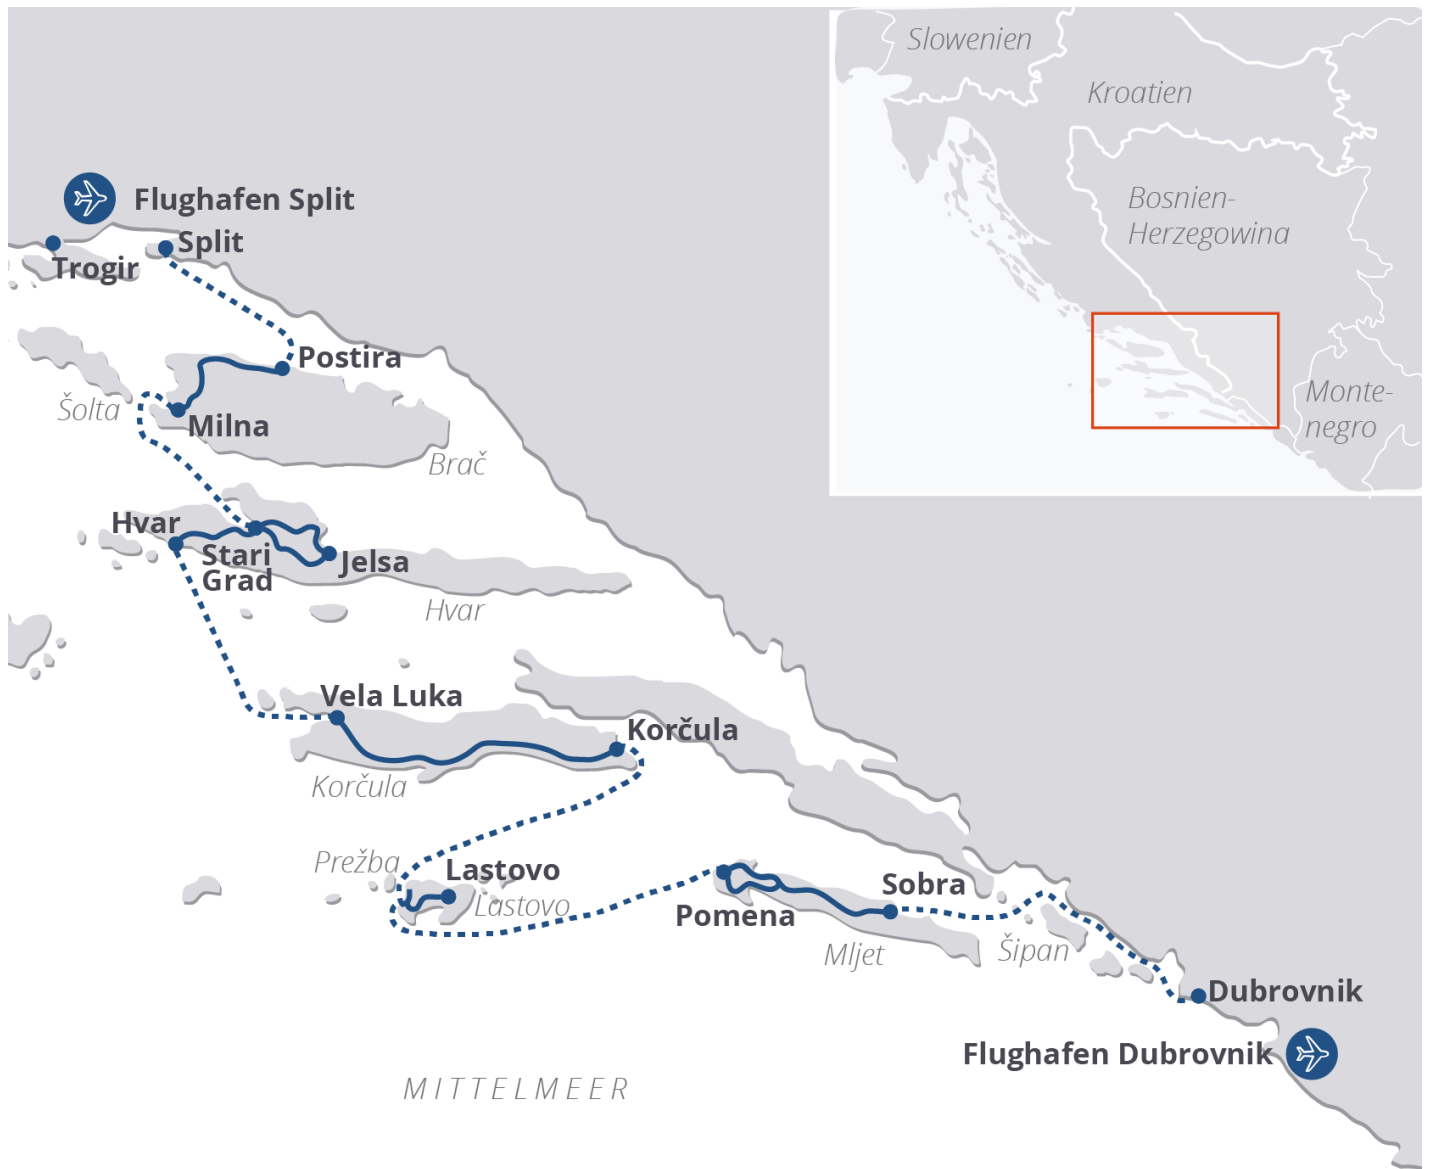 Slowenien
Kroatien
Bosnien-
Herzegowina
Monte-
negro
Flughafen Split
Split
Trogir
Postira
Šolta
Milna
Brač
Hvar
Stari
Grad
Jelsa
Hvar
Vela Luka
Korčula
Korčula
Prežba
Lastovo
Lastovo
Sobra
Pomena
Mljet
Šipan
Dubrovnik
Flughafen Dubrovnik
MITTELMEER